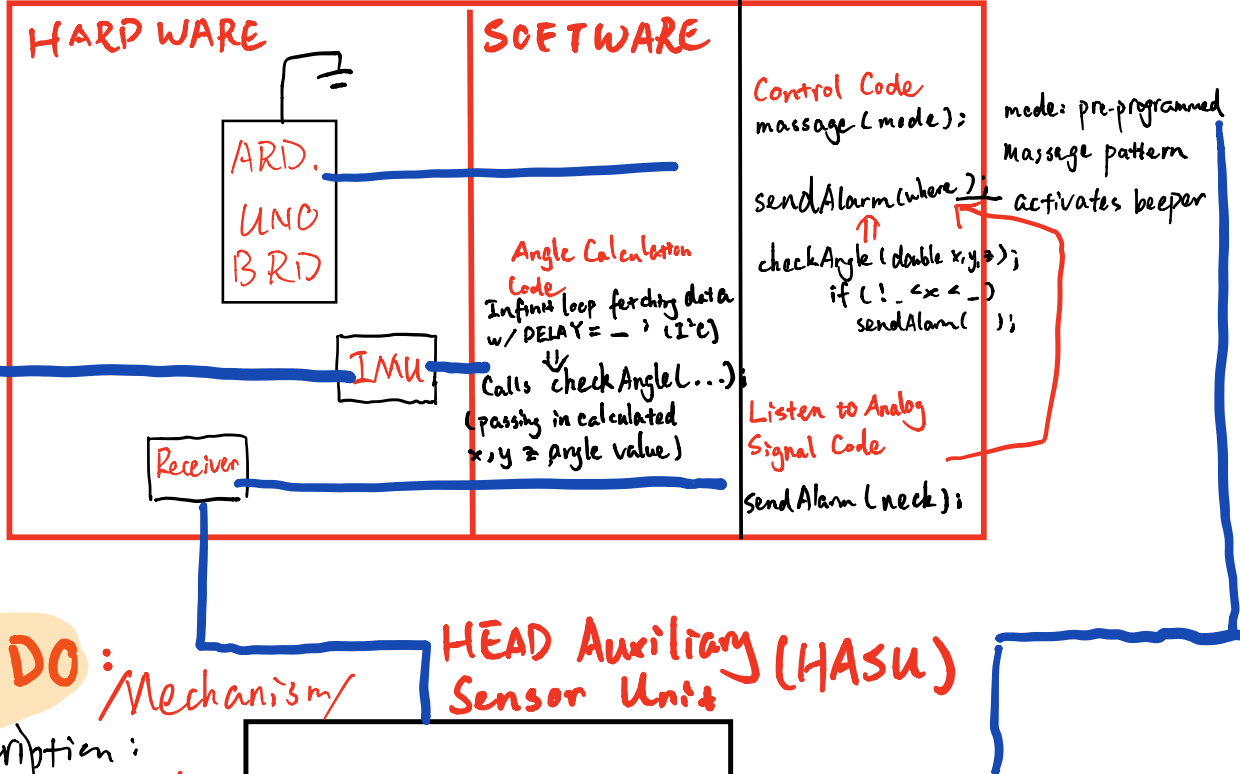 HARDWARE
SOFTWARE
ARD.
UNO
BRD
IMU
Receiver
Angle Calculation
Code
Infinit loop fetching data
w/ DELAY = _ ; (I²C)
⇓
Calls checkAngle(...);
(passing in calculated
x, y z angle value)
Control Code
massage(mode);
sendAlarm(where);
⇑
checkAngle(double x, y, z);
if (! _ < x < _)
sendAlarm( );
Listen to Analog
Signal Code
sendAlarm(neck);
mode: pre-programmed
Massage pattern
activates beeper
DO:
/Mechanism/
ription:
HEAD Auxiliary
Sensor Unit
(HASU)